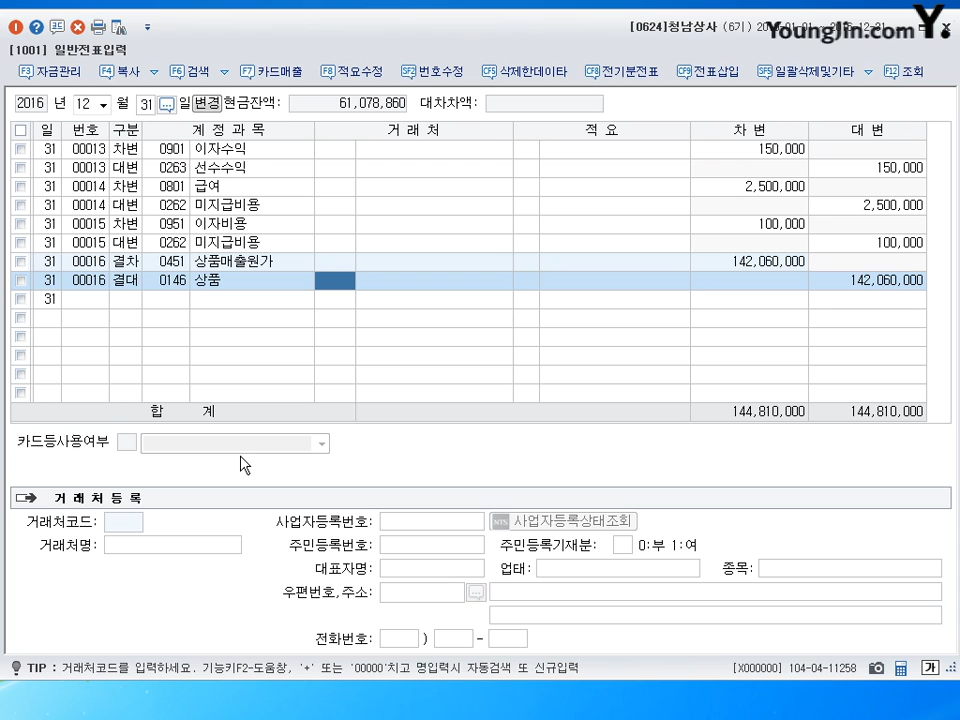 [0624]청남상사 (6기)
YoungJin.com Y.
[1001] 일반전표입력
F3 자금관리 F4 복사 F6 검색 F7 카드매출 F8 적요수정 SF2 번호수정 CF5 삭제한데이타 CF8 전기분전표 CF9 전표삽입 SF5 일괄삭제및기타 F12 조회
2016 년 12 월 31 일 변경 현금잔액: 61,078,860 대차차액:
일 번호 구분 계 정 과 목 거 래 처 적 요 차 변 대 변
31 00013 차변 0901 이자수익 150,000
31 00013 대변 0263 선수수익 150,000
31 00014 차변 0801 급여 2,500,000
31 00014 대변 0262 미지급비용 2,500,000
31 00015 차변 0951 이자비용 100,000
31 00015 대변 0262 미지급비용 100,000
31 00016 결차 0451 상품매출원가 142,060,000
31 00016 결대 0146 상품 142,060,000
31
합 계 144,810,000 144,810,000
카드등사용여부
거 래 처 등 록
거래처코드: 사업자등록번호: NTS 사업자등록상태조회
거래처명: 주민등록번호: 주민등록기재분: 0:부 1:여
대표자명: 업태: 종목:
우편번호,주소:
전화번호: ) -
TIP : 거래처코드를 입력하세요. 기능키F2-도움창, '+' 또는 '00000'치고 명입력시 자동검색 또 신규입력 [X000000] 104-04-11258 가